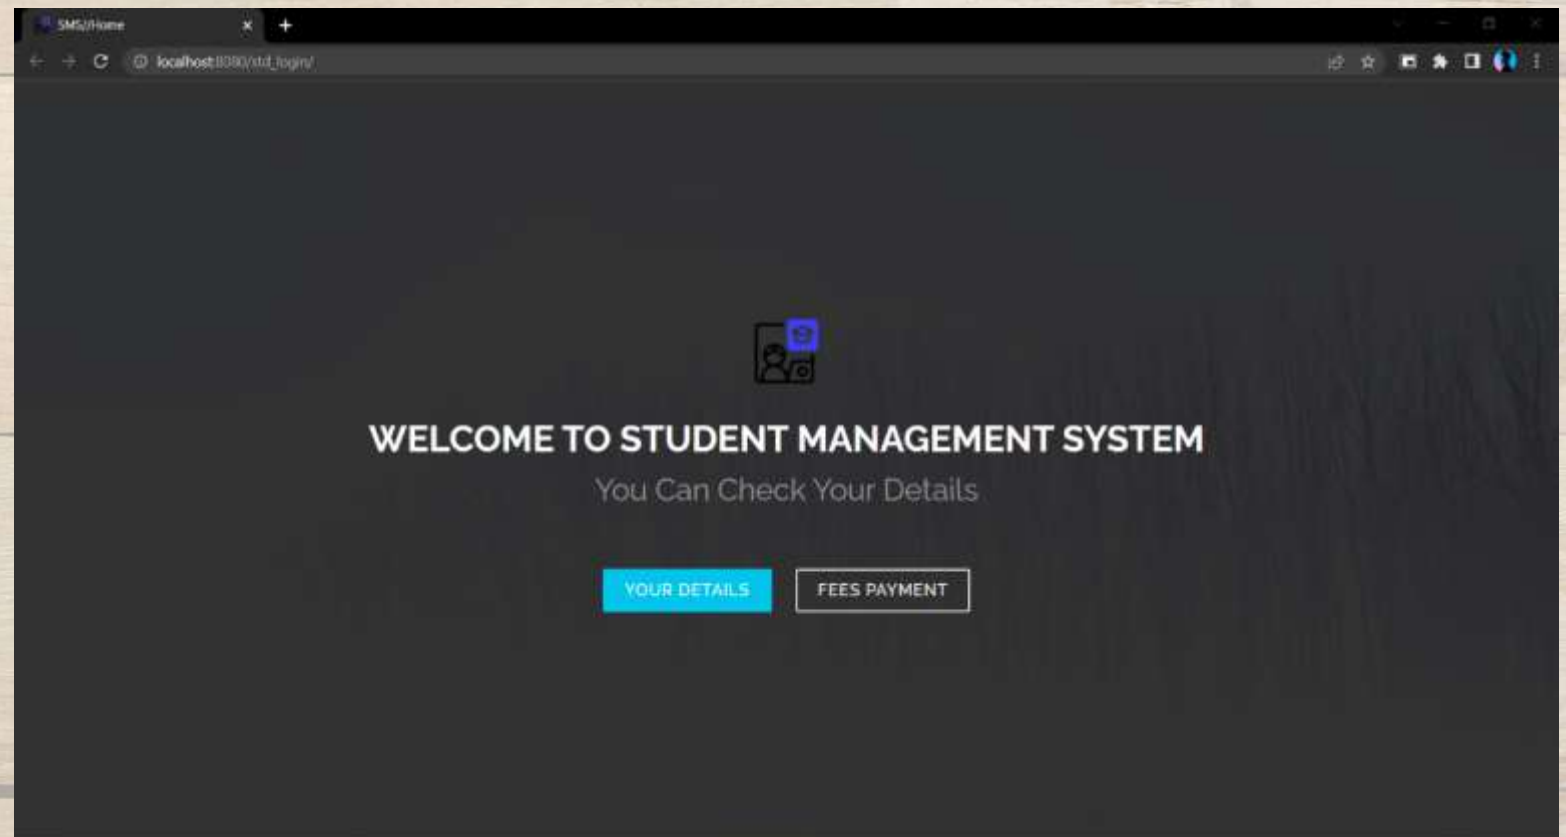 SMS//Home
localhost:8080/std_login/
WELCOME TO STUDENT MANAGEMENT SYSTEM
You Can Check Your Details
YOUR DETAILS
FEES PAYMENT